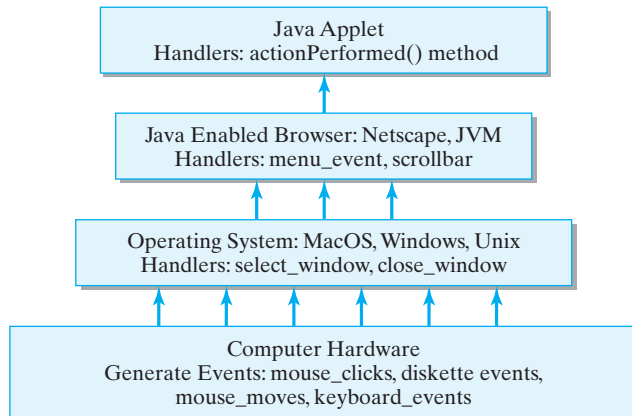 Java Applet
Handlers: actionPerformed() method
Java Enabled Browser: Netscape, JVM
Handlers: menu_event, scrollbar
Operating System: MacOS, Windows, Unix
Handlers: select_window, close_window
Computer Hardware
Generate Events: mouse_clicks, diskette events,
mouse_moves, keyboard_events